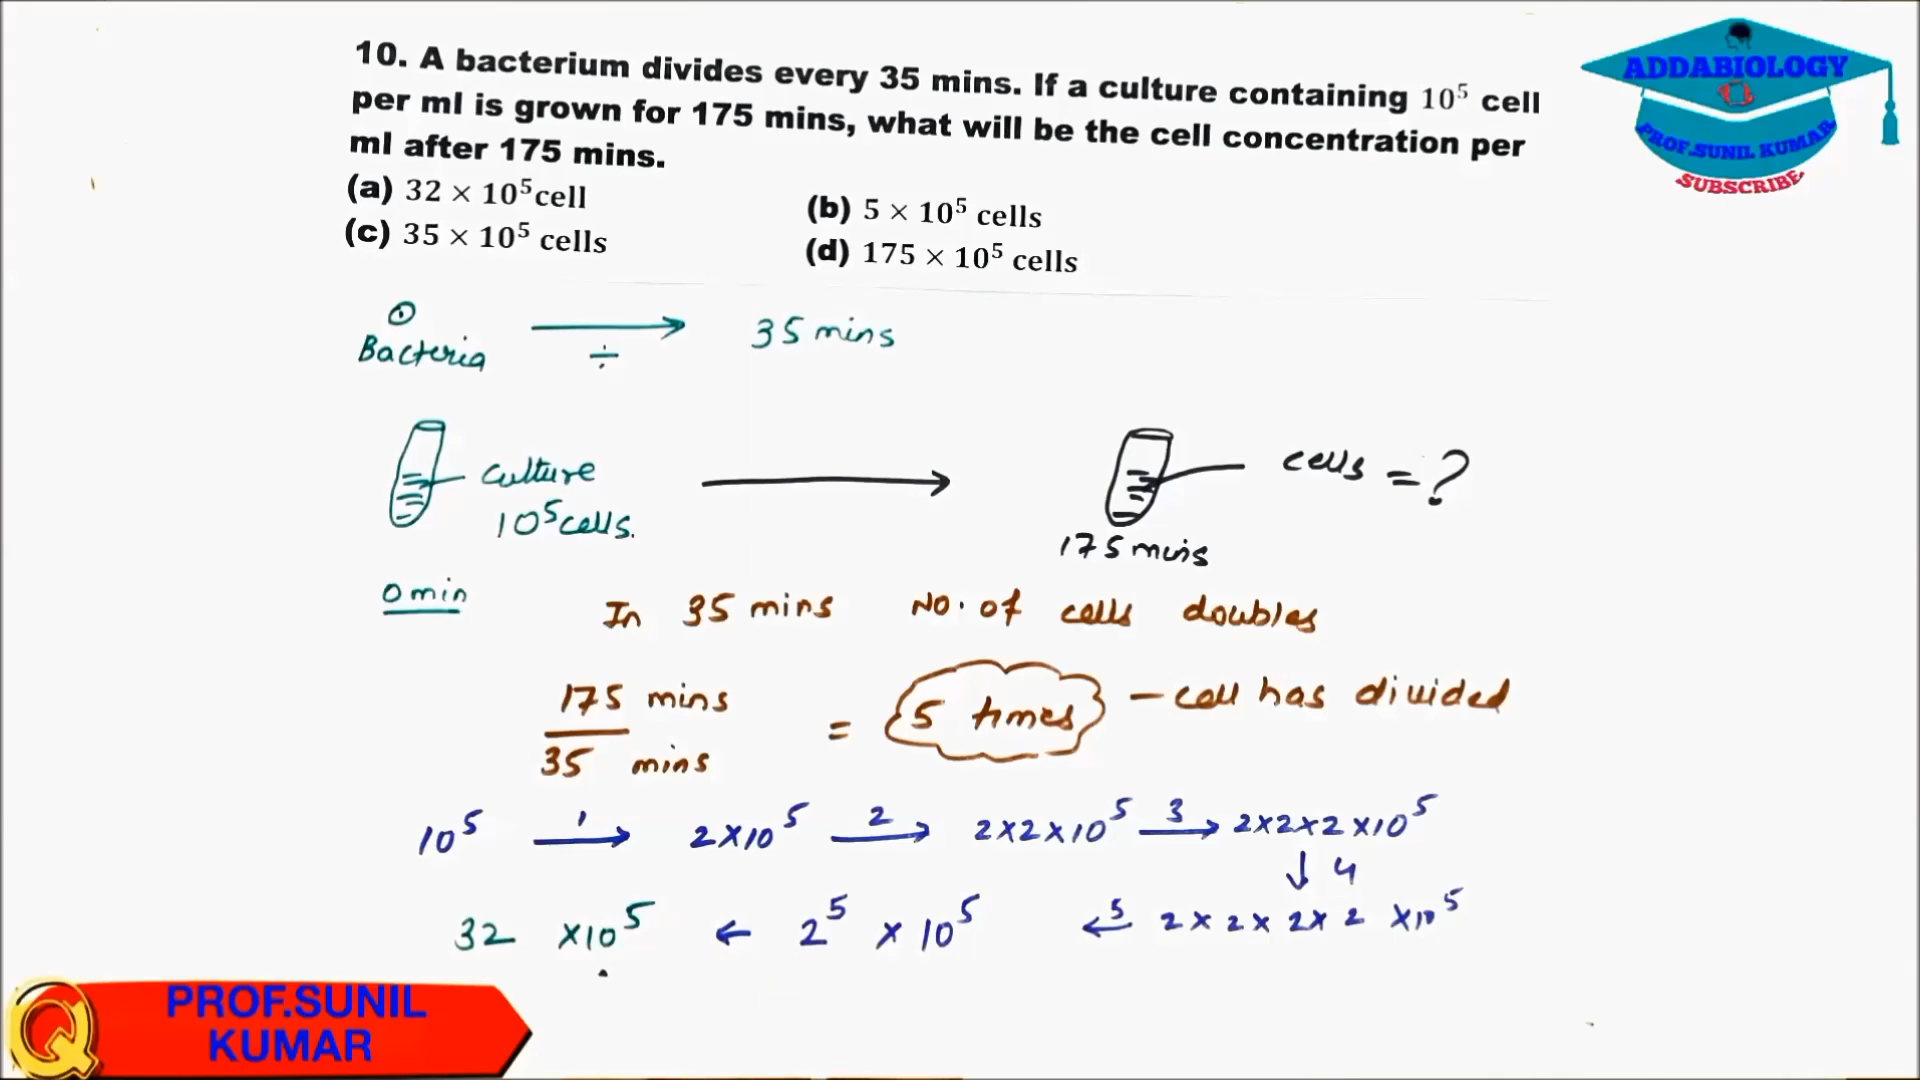 10. A bacterium divides every 35 mins. If a culture containing 10⁵ cell
per ml is grown for 175 mins, what will be the cell concentration per
ml after 175 mins.
(a) 32 × 10⁵cell
(b) 5 × 10⁵ cells
(c) 35 × 10⁵ cells
(d) 175 × 10⁵ cells
ADDABIOLOGY
PROF.SUNIL KUMAR
SUBSCRIBE
Bacteria
÷
35 mins
culture
10⁵cells.
cells = ?
175 mins
0 min
In 35 mins No. of cells doubles
175 mins
35 mins
= 5 times – cell has divided
10⁵ 1→ 2×10⁵ 2→ 2×2×10⁵ 3→ 2×2×2×10⁵
↓ 4
32 ×10⁵ ← 2⁵ × 10⁵ ←5 2×2×2×2 ×10⁵
PROF.SUNIL
KUMAR